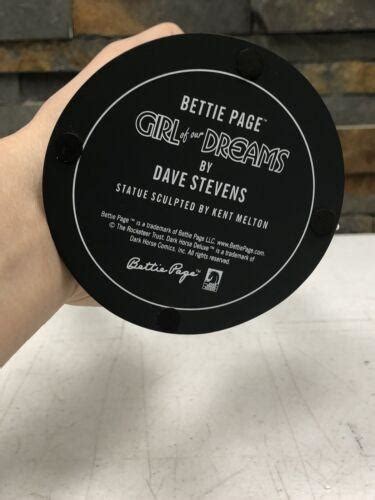 BETTIE PAGE™
GIRL of our DREAMS
BY
DAVE STEVENS
STATUE SCULPTED BY KENT MELTON
Bettie Page™ is a trademark of Bettie Page LLC. www.BettiePage.com.
© The Rocketeer Trust. Dark Horse Deluxe™ is a trademark of
Dark Horse Comics, Inc. All rights reserved.
Bettie Page™